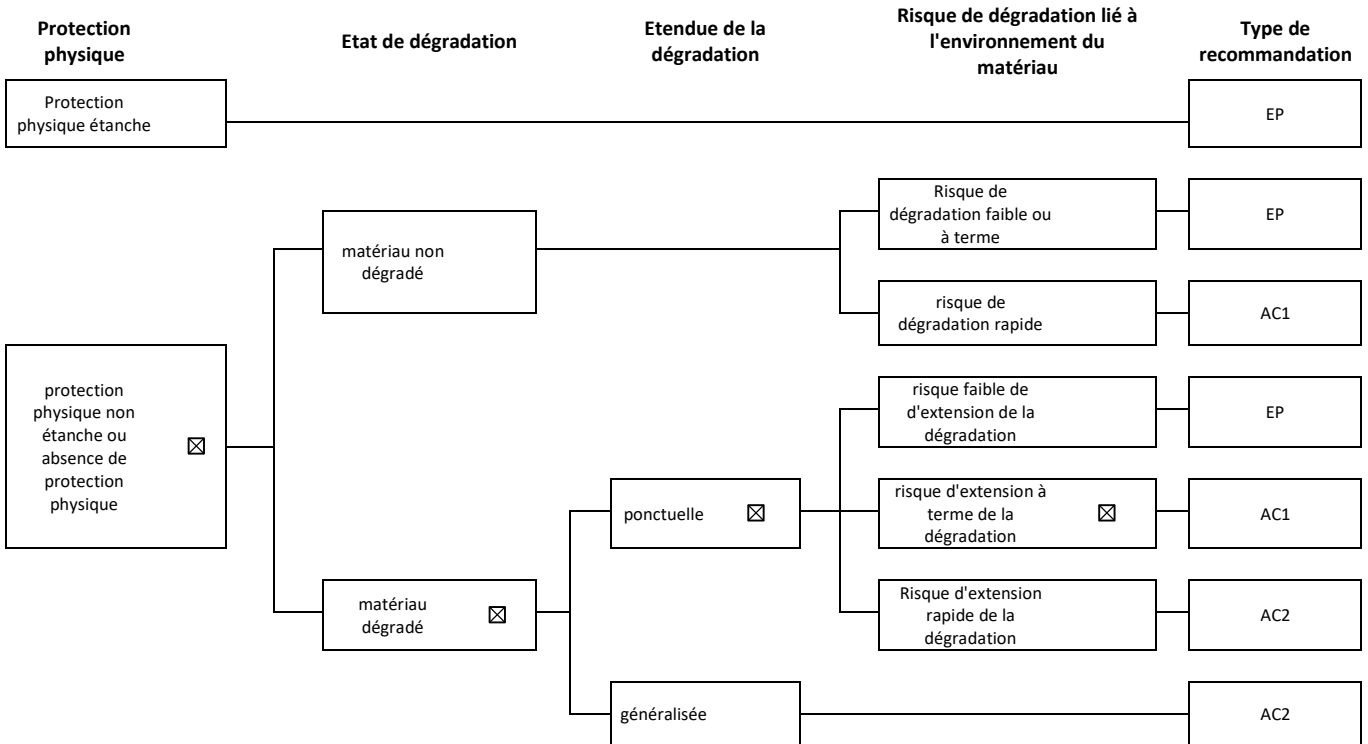 Protection
physique
Etat de dégradation
Etendue de la
dégradation
Risque de dégradation lié à
l'environnement du
matériau
Type de
recommandation
Protection
physique étanche
EP
Risque de
dégradation faible ou
à terme
EP
matériau non
dégradé
risque de
dégradation rapide
AC1
protection
physique non
étanche ou
absence de
protection
physique
☒
risque faible de
d'extension de la
dégradation
EP
ponctuelle ☒
risque d'extension à
terme de la
dégradation
☒
AC1
matériau
dégradé
☒
Risque d'extension
rapide de la
dégradation
AC2
généralisée
AC2